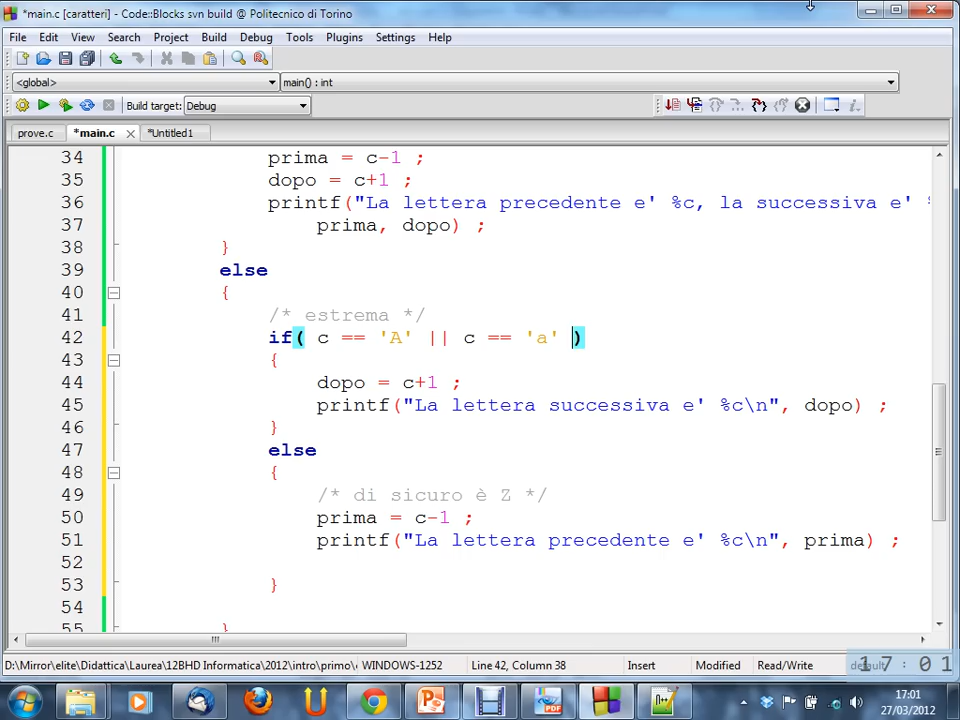 *main.c [caratteri] - Code::Blocks svn build @ Politecnico di Torino
File Edit View Search Project Build Debug Tools Plugins Settings Help
<global> main() : int
Build target: Debug
prove.c *main.c *Untitled1
34 prima = c-1 ;
35 dopo = c+1 ;
36 printf("La lettera precedente e' %c, la successiva e' 
37 prima, dopo) ;
38 }
39 else
40 {
41 /* estrema */
42 if( c == 'A' || c == 'a' )
43 {
44 dopo = c+1 ;
45 printf("La lettera successiva e' %c\n", dopo) ;
46 }
47 else
48 {
49 /* di sicuro è Z */
50 prima = c-1 ;
51 printf("La lettera precedente e' %c\n", prima) ;
52
53 }
54
55 }
D:\Mirror\elite\Didattica\Laurea\12BHD Informatica\2012\intro\primo\ WINDOWS-1252 Line 42, Column 38 Insert Modified Read/Write default
17:01
17:01
27/03/2012